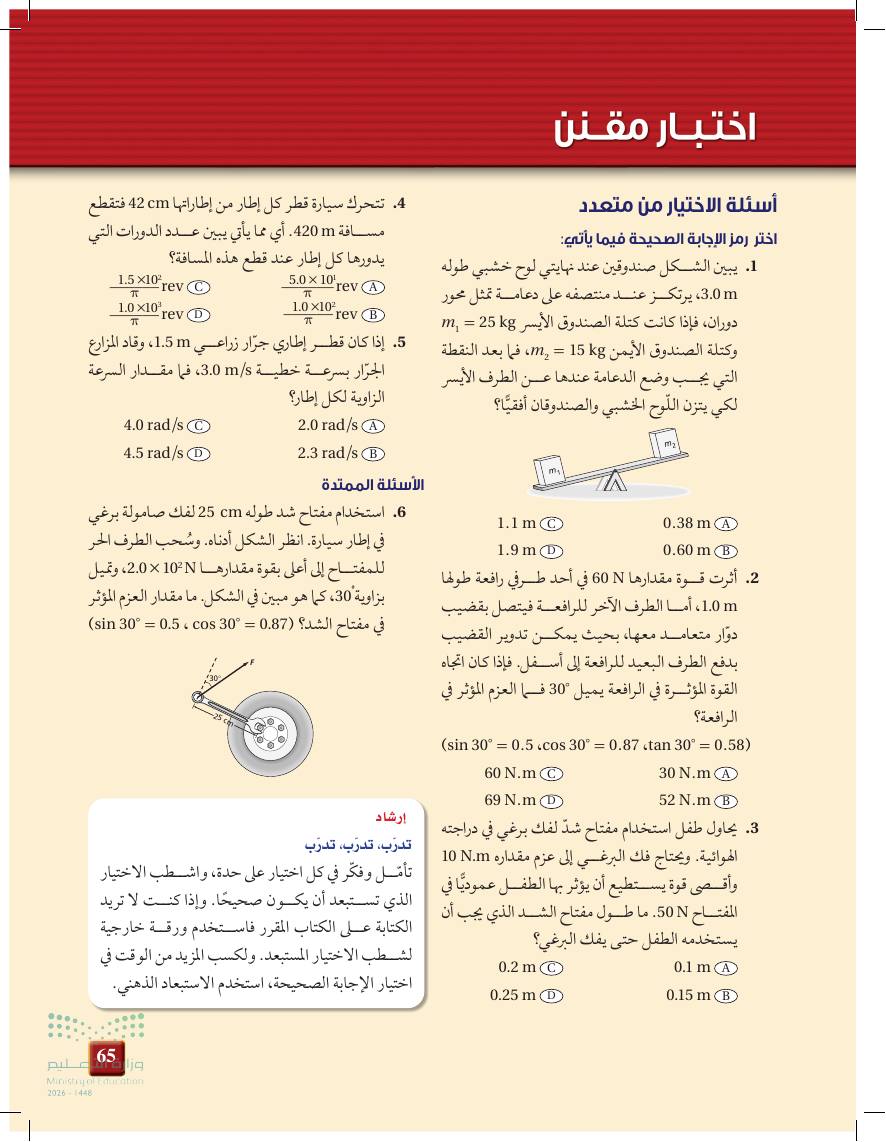 اختبار مقنن
أسئلة الاختيار من متعدد
اختر رمز الإجابة الصحيحة فيما يأتي:
1. يبين الشكل صندوقين عند نهايتي لوح خشبي طوله
3.0 m، يرتكز عند منتصفه على دعامة تمثل محور
دوران، فإذا كانت كتلة الصندوق الأيسر m₁ = 25 kg
وكتلة الصندوق الأيمن m₂ = 15 kg، فما بعد النقطة
التي يجب وضع الدعامة عندها عن الطرف الأيسر
لكي يتزن اللّوح الخشبي والصندوقان أفقيًّا؟
m₁
m₂
A 0.38 m C 1.1 m
B 0.60 m D 1.9 m
2. أثرت قوة مقدارها 60 N في أحد طرفي رافعة طولها
1.0 m، أما الطرف الآخر للرافعة فيتصل بقضيب
دوّار متعامد معها، بحيث يمكن تدوير القضيب
بدفع الطرف البعيد للرافعة إلى أسفل. فإذا كان اتجاه
القوة المؤثرة في الرافعة يميل 30° فما العزم المؤثر في
الرافعة؟
(sin 30° = 0.5 ،cos 30° = 0.87 ،tan 30° = 0.58)
A 30 N.m C 60 N.m
B 52 N.m D 69 N.m
3. يحاول طفل استخدام مفتاح شدّ لفك برغي في دراجته
الهوائية. ويحتاج فك البرغي إلى عزم مقداره 10 N.m
وأقصى قوة يستطيع أن يؤثر بها الطفل عموديًّا في
المفتاح 50 N. ما طول مفتاح الشد الذي يجب أن
يستخدمه الطفل حتى يفك البرغي؟
A 0.1 m C 0.2 m
B 0.15 m D 0.25 m
4. تتحرك سيارة قطر كل إطار من إطاراتها 42 cm فتقطع
مسافة 420 m. أي مما يأتي يبين عدد الدورات التي
يدورها كل إطار عند قطع هذه المسافة؟
A 5.0×10¹/π rev C 1.5×10²/π rev
B 1.0×10²/π rev D 1.0×10³/π rev
5. إذا كان قطر إطاري جرّار زراعي 1.5 m، وقاد المزارع
الجرّار بسرعة خطية 3.0 m/s، فما مقدار السرعة
الزاوية لكل إطار؟
A 2.0 rad/s C 4.0 rad/s
B 2.3 rad/s D 4.5 rad/s
الأسئلة الممتدة
6. استخدام مفتاح شد طوله 25 cm لفك صامولة برغي
في إطار سيارة. انظر الشكل أدناه. وسُحب الطرف الحر
للمفتاح إلى أعلى بقوة مقدارها 2.0×10² N، وتميل
بزاوية 30°، كما هو مبين في الشكل. ما مقدار العزم المؤثر
في مفتاح الشد؟ (sin 30° = 0.5 ، cos 30° = 0.87)
F
30°
25 cm
إرشاد
تدرّب، تدرّب، تدرّب
تأمّل وفكّر في كل اختيار على حدة، واشطب الاختيار
الذي تستبعد أن يكون صحيحًا. وإذا كنت لا تريد
الكتابة على الكتاب المقرر فاستخدم ورقة خارجية
لشطب الاختيار المستبعد. ولكسب المزيد من الوقت في
اختيار الإجابة الصحيحة، استخدم الاستبعاد الذهني.
65
وزارة التعليم
Ministry of Education
2026 - 1448